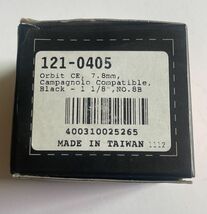 121-0405
Orbit CE, 7.8mm,
Campagnolo Compatible,
Black - 1 1/8",NO.8B
400310025265
MADE IN TAIWAN 1112